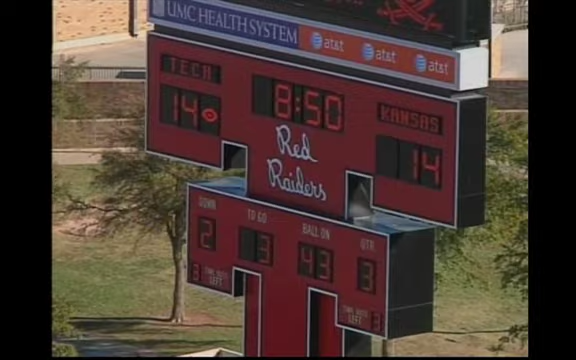 UMC HEALTH SYSTEM
at&t at&t at&t
TECH
14
8:50
KANSAS
14
Red
Raiders
DOWN TO GO BALL ON QTR
2 3 43 3
3 TIME OUTS LEFT
TIME OUTS LEFT 3